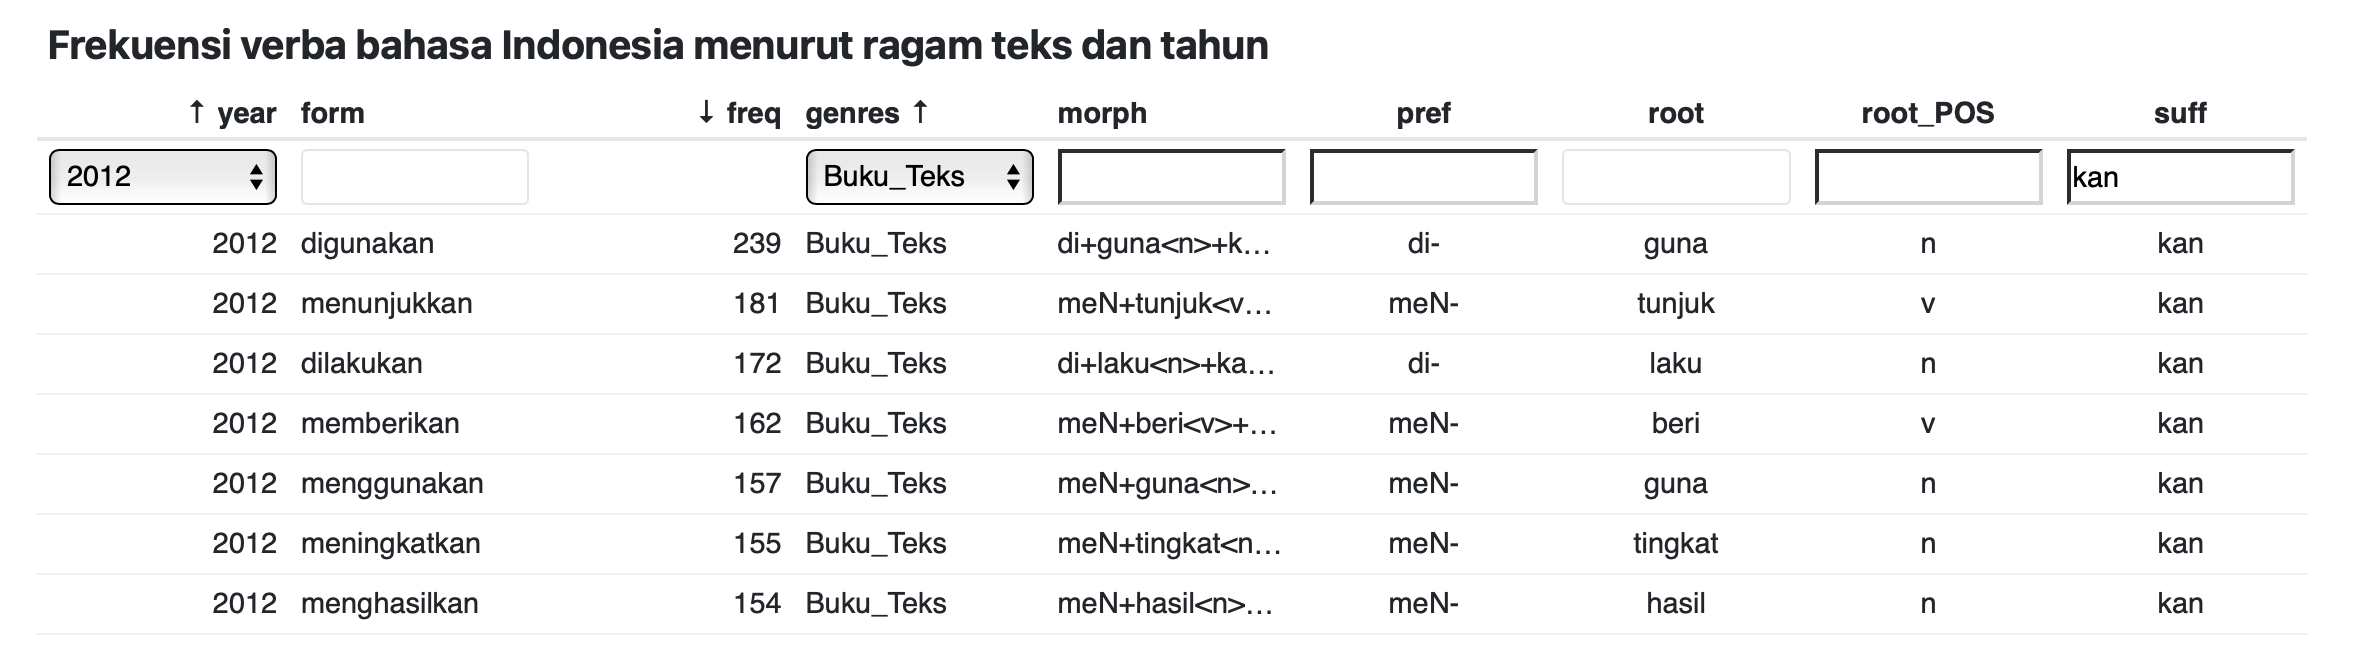 Frekuensi verba bahasa Indonesia menurut ragam teks dan tahun
↑ year form ↓ freq genres ↑ morph pref root root_POS suff
2012 Buku_Teks kan
2012 digunakan 239 Buku_Teks di+guna<n>+k... di- guna n kan
2012 menunjukkan 181 Buku_Teks meN+tunjuk<v... meN- tunjuk v kan
2012 dilakukan 172 Buku_Teks di+laku<n>+ka... di- laku n kan
2012 memberikan 162 Buku_Teks meN+beri<v>+... meN- beri v kan
2012 menggunakan 157 Buku_Teks meN+guna<n>... meN- guna n kan
2012 meningkatkan 155 Buku_Teks meN+tingkat<n... meN- tingkat n kan
2012 menghasilkan 154 Buku_Teks meN+hasil<n>... meN- hasil n kan